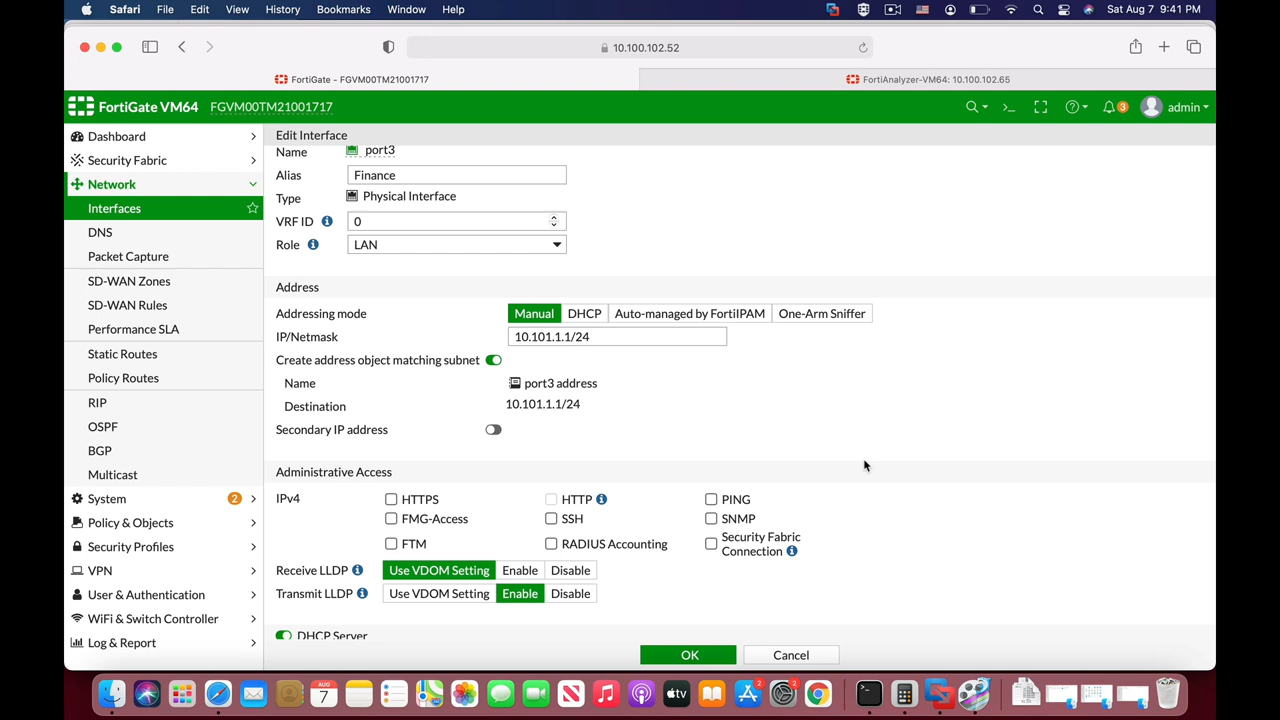 Safari File Edit View History Bookmarks Window Help Sat Aug 7 9:41 PM
10.100.102.52
FortiGate - FGVM00TM21001717 FortiAnalyzer-VM64: 10.100.102.65
FortiGate VM64 FGVM00TM21001717 3 admin
Dashboard
Security Fabric
Network
Interfaces
DNS
Packet Capture
SD-WAN Zones
SD-WAN Rules
Performance SLA
Static Routes
Policy Routes
RIP
OSPF
BGP
Multicast
System 2
Policy & Objects
Security Profiles
VPN
User & Authentication
WiFi & Switch Controller
Log & Report
Edit Interface
Name port3
Alias Finance
Type Physical Interface
VRF ID 0
Role LAN
Address
Addressing mode Manual DHCP Auto-managed by FortiIPAM One-Arm Sniffer
IP/Netmask 10.101.1.1/24
Create address object matching subnet
Name port3 address
Destination 10.101.1.1/24
Secondary IP address
Administrative Access
IPv4 HTTPS HTTP PING
FMG-Access SSH SNMP
FTM RADIUS Accounting Security Fabric
Connection
Receive LLDP Use VDOM Setting Enable Disable
Transmit LLDP Use VDOM Setting Enable Disable
DHCP Server
OK Cancel
AUG
7
tv
2
2